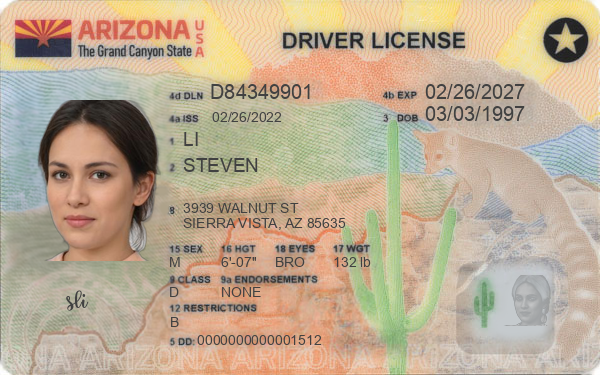 ARIZONA USA
The Grand Canyon State
DRIVER LICENSE
4d DLN D84349901
4b EXP 02/26/2027
4a ISS 02/26/2022
3 DOB 03/03/1997
1 LI
2 STEVEN
8 3939 WALNUT ST
SIERRA VISTA, AZ 85635
15 SEX 16 HGT 18 EYES 17 WGT
M 6'-07" BRO 132 lb
9 CLASS 9a ENDORSEMENTS
D NONE
12 RESTRICTIONS
B
5 DD: 0000000000001512
sli
ARIZONA ARIZONA ARIZONA ARIZONA